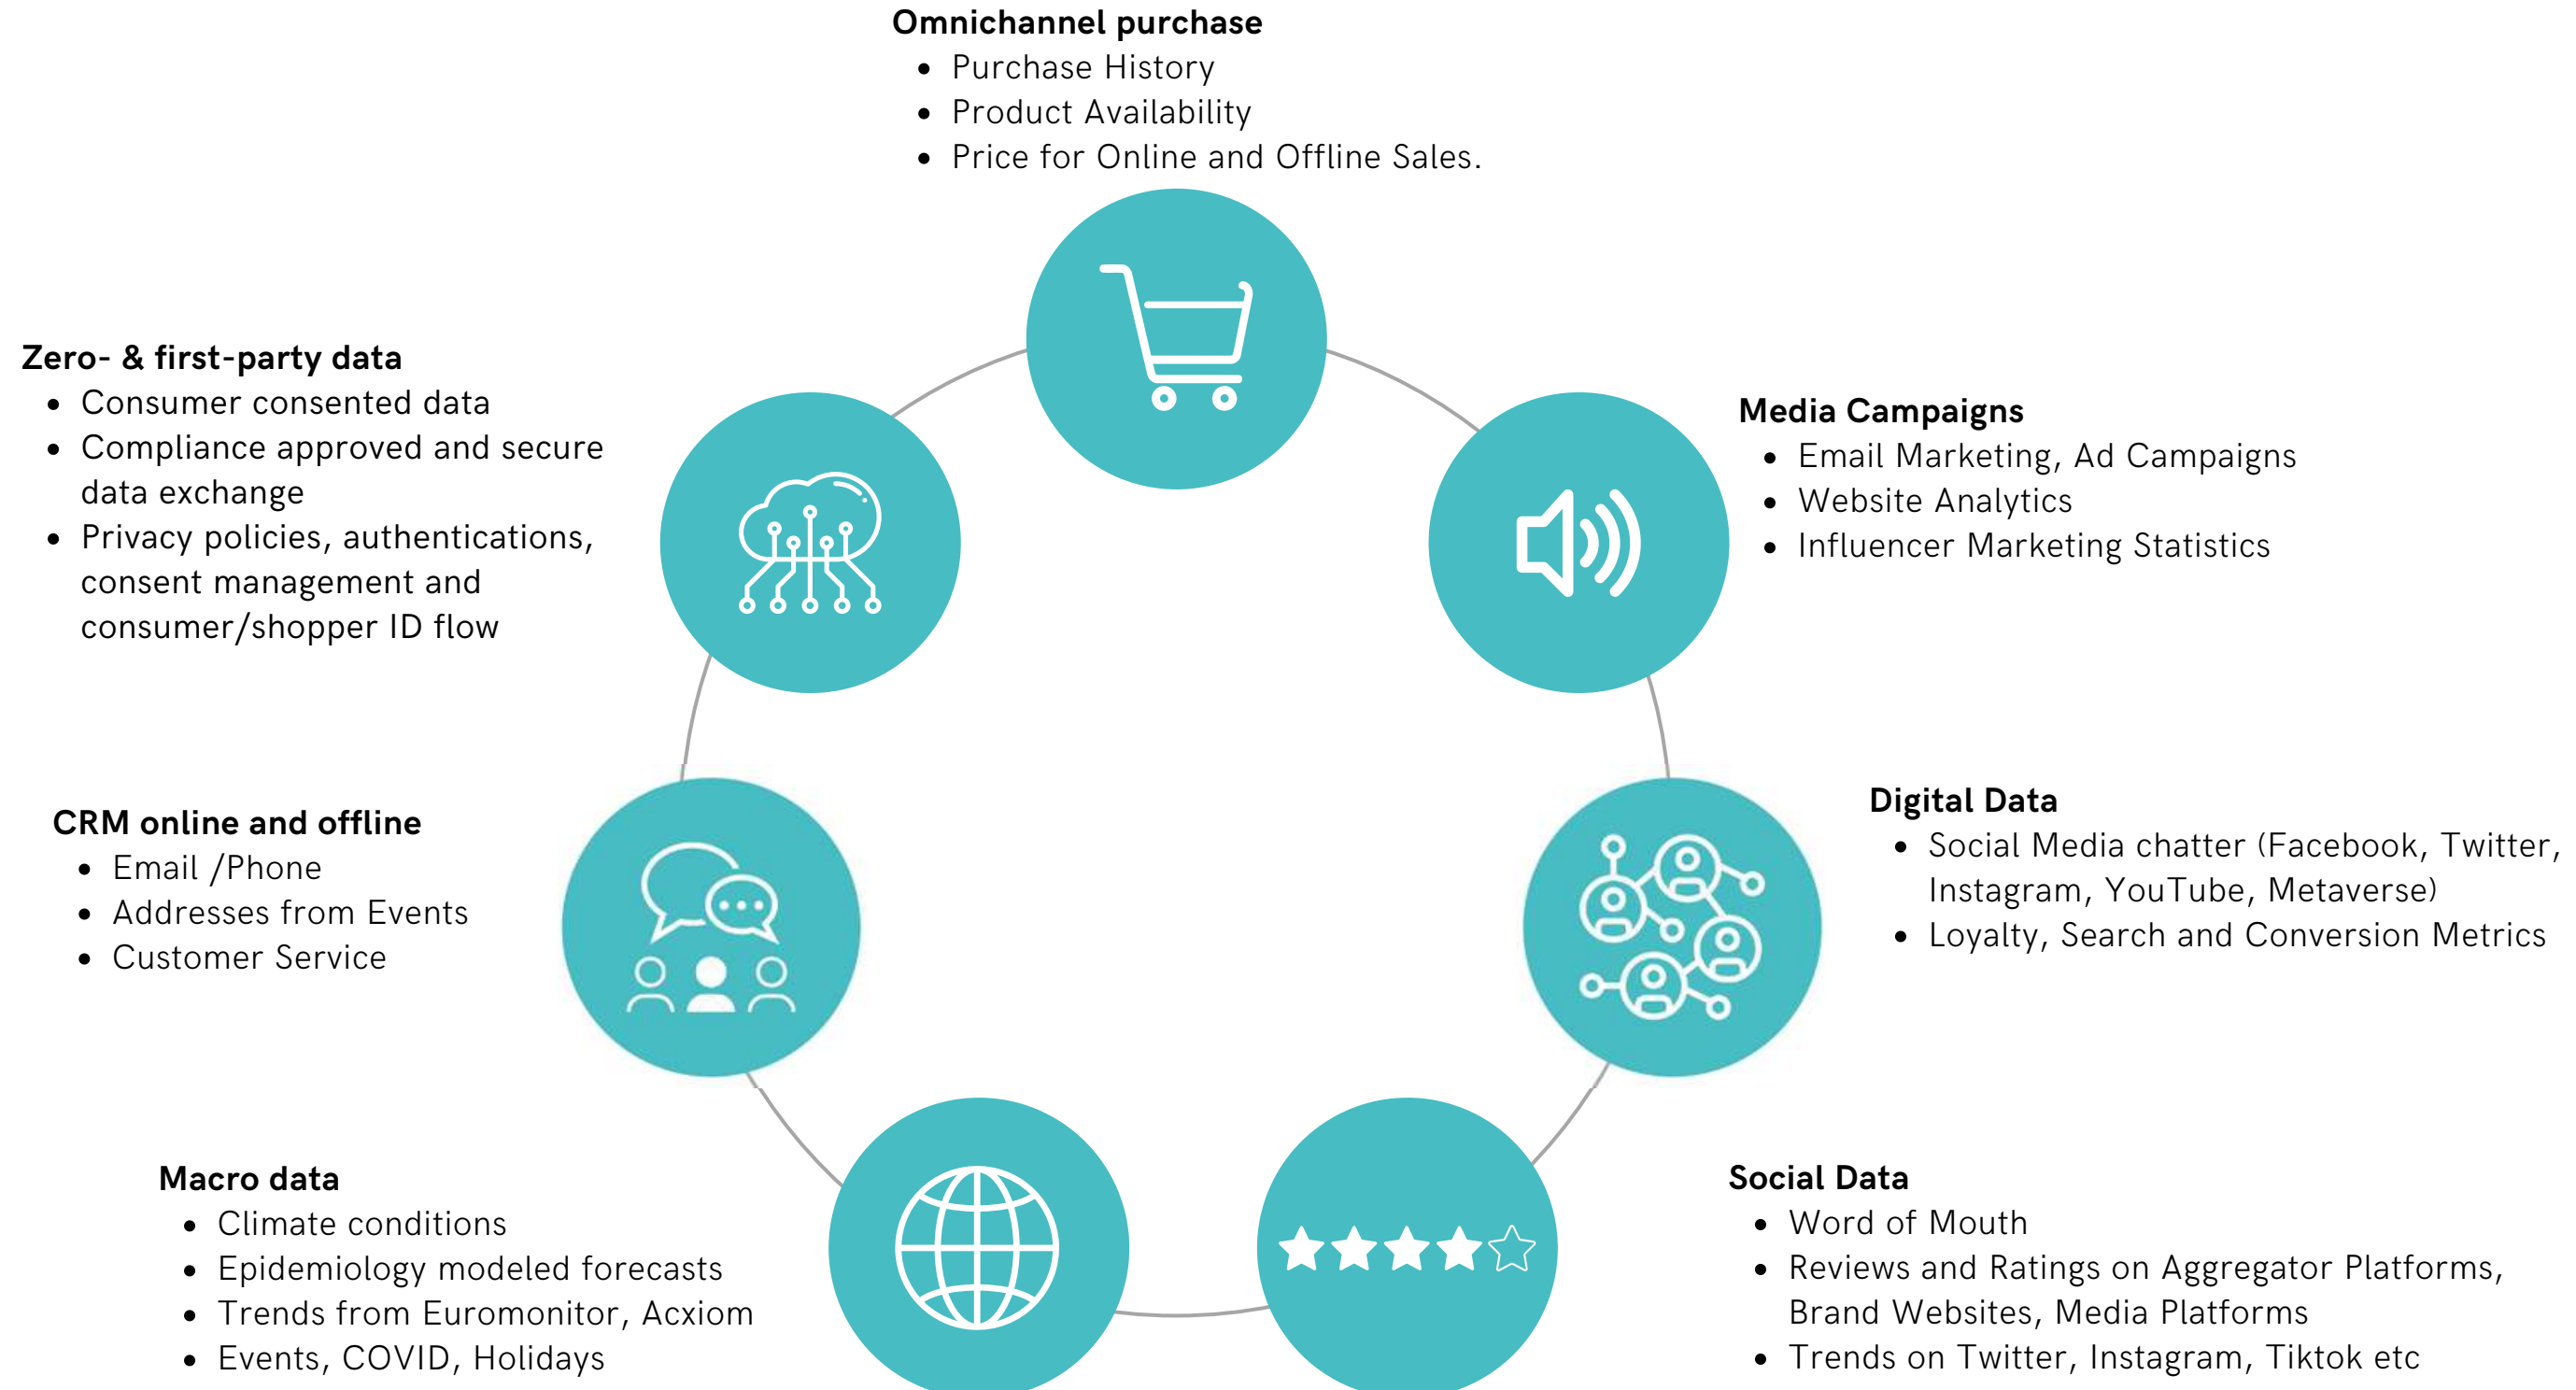 Omnichannel purchase
• Purchase History
• Product Availability
• Price for Online and Offline Sales.
Zero- & first-party data
• Consumer consented data
• Compliance approved and secure
data exchange
• Privacy policies, authentications,
consent management and
consumer/shopper ID flow
Media Campaigns
• Email Marketing, Ad Campaigns
• Website Analytics
• Influencer Marketing Statistics
CRM online and offline
• Email /Phone
• Addresses from Events
• Customer Service
Digital Data
• Social Media chatter (Facebook, Twitter,
Instagram, YouTube, Metaverse)
• Loyalty, Search and Conversion Metrics
Macro data
• Climate conditions
• Epidemiology modeled forecasts
• Trends from Euromonitor, Acxiom
• Events, COVID, Holidays
Social Data
• Word of Mouth
• Reviews and Ratings on Aggregator Platforms,
Brand Websites, Media Platforms
• Trends on Twitter, Instagram, Tiktok etc